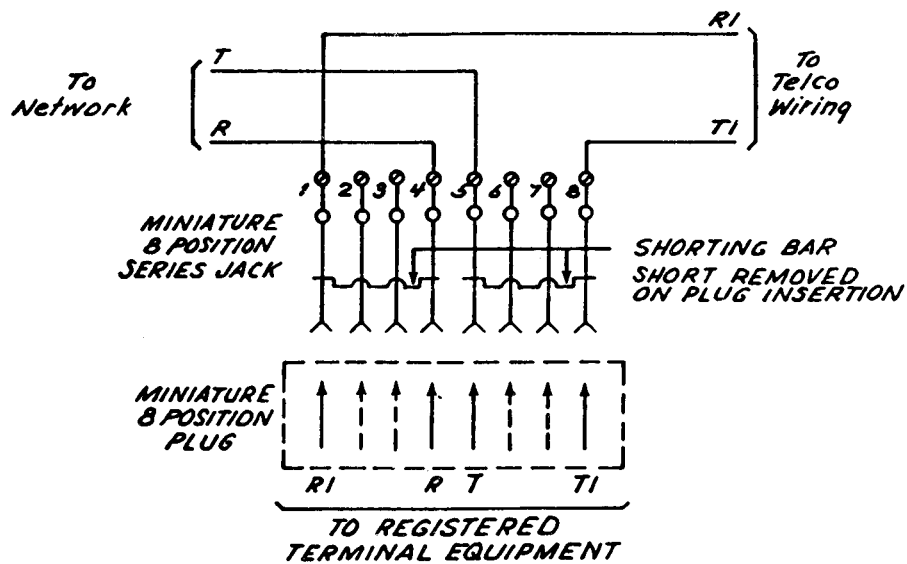 R1
T
To
Network
To
Telco
Wiring
R
T1
1 2 3 4 5 6 7 8
MINIATURE
8 POSITION
SERIES JACK
SHORTING BAR
SHORT REMOVED
ON PLUG INSERTION
MINIATURE
8 POSITION
PLUG
R1 R T T1
TO REGISTERED
TERMINAL EQUIPMENT